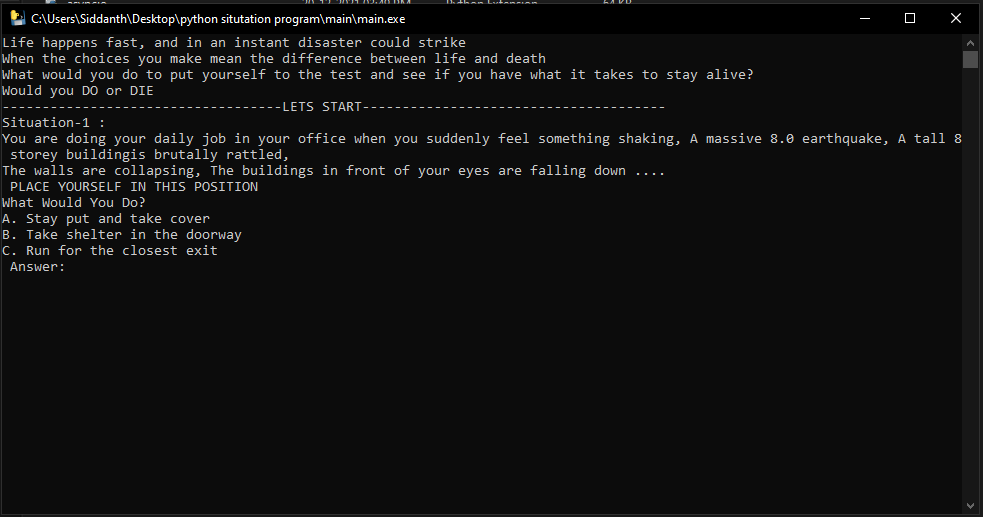 C:\Users\Siddanth\Desktop\python situtation program\main\main.exe
Life happens fast, and in an instant disaster could strike
When the choices you make mean the difference between life and death
What would you do to put yourself to the test and see if you have what it takes to stay alive?
Would you DO or DIE
-----------------------------------LETS START--------------------------------------
Situation-1 :
You are doing your daily job in your office when you suddenly feel something shaking, A massive 8.0 earthquake, A tall 8
 storey buildingis brutally rattled,
The walls are collapsing, The buildings in front of your eyes are falling down ....
 PLACE YOURSELF IN THIS POSITION
What Would You Do?
A. Stay put and take cover
B. Take shelter in the doorway
C. Run for the closest exit
 Answer: